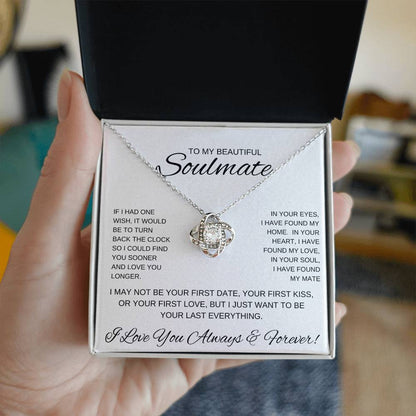 TO MY BEAUTIFUL
Soulmate
IF I HAD ONE
WISH, IT WOULD
BE TO TURN
BACK THE CLOCK
SO I COULD FIND
YOU SOONER
AND LOVE YOU
LONGER.
IN YOUR EYES,
I HAVE FOUND MY
HOME. IN YOUR
HEART, I HAVE
FOUND MY LOVE,
IN YOUR SOUL,
I HAVE FOUND
MY MATE
I MAY NOT BE YOUR FIRST DATE, YOUR FIRST KISS,
OR YOUR FIRST LOVE, BUT I JUST WANT TO BE
YOUR LAST EVERYTHING.
I Love You Always & Forever!